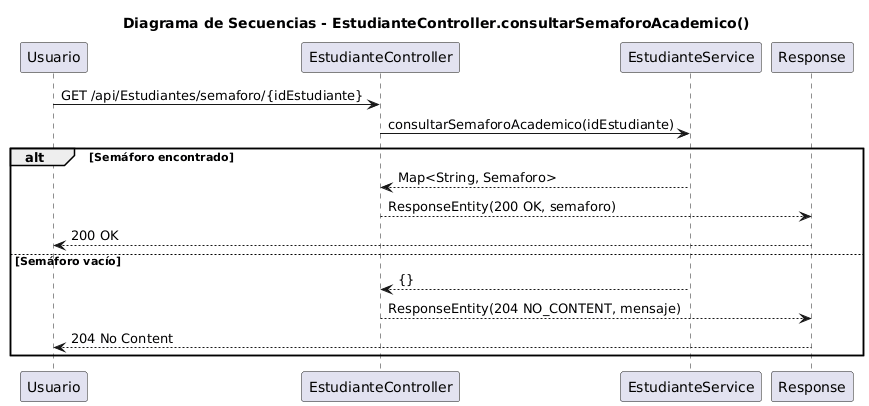 Diagrama de Secuencias - EstudianteController.consultarSemaforoAcademico()
Usuario
EstudianteController
EstudianteService
Response
GET /api/Estudiantes/semaforo/{idEstudiante}
consultarSemaforoAcademico(idEstudiante)
alt
[Semáforo encontrado]
Map<String, Semaforo>
ResponseEntity(200 OK, semaforo)
200 OK
[Semáforo vacío]
{}
ResponseEntity(204 NO_CONTENT, mensaje)
204 No Content
Usuario
EstudianteController
EstudianteService
Response